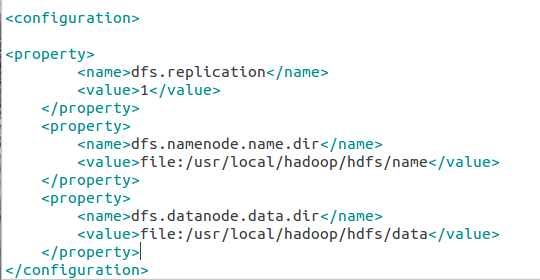 <configuration>
<property>
<name>dfs.replication</name>
<value>1</value>
</property>
<property>
<name>dfs.namenode.name.dir</name>
<value>file:/usr/local/hadoop/hdfs/name</value>
</property>
<property>
<name>dfs.datanode.data.dir</name>
<value>file:/usr/local/hadoop/hdfs/data</value>
</property>
</configuration>